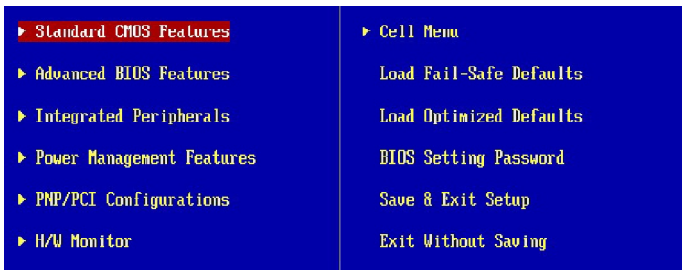 Standard CMOS Features
Advanced BIOS Features
Integrated Peripherals
Power Management Features
PNP/PCI Configurations
H/W Monitor
Cell Menu
Load Fail-Safe Defaults
Load Optimized Defaults
BIOS Setting Password
Save & Exit Setup
Exit Without Saving